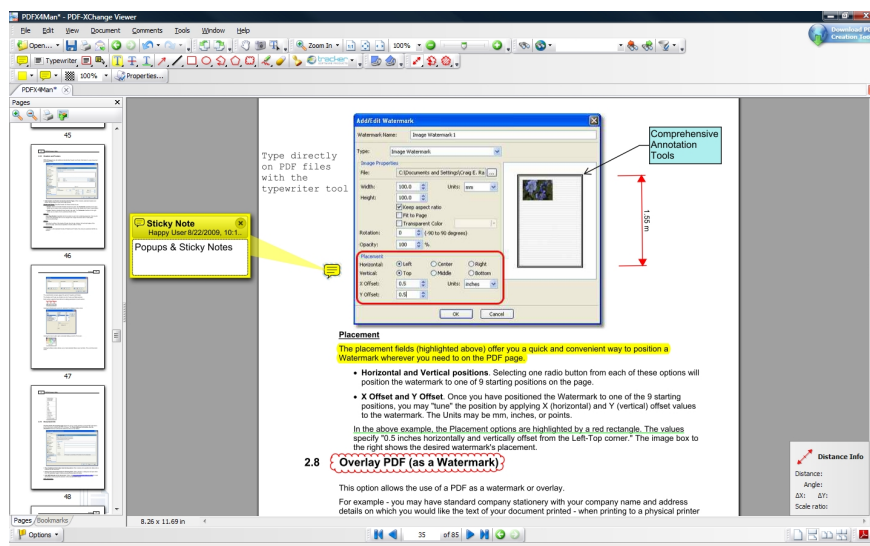 PDFX4Man* - PDF-XChange Viewer
File Edit View Document Comments Tools Window Help
Open... Zoom In 100%
Download P
Creation Too
Typewriter tracker
100% Properties...
PDFX4Man*
Pages
45
46
47
48
Pages Bookmarks
Options
8.26 x 11.69 in
35 of 85
Sticky Note
Happy User 8/22/2009, 10:1..
Popups & Sticky Notes
Type directly
on PDF files
with the
typewriter tool
Add/Edit Watermark
Watermark Name: Image Watermark 1
Type: Image Watermark
Image Properties
File: C:\Documents and Settings\Craig E. Ra ...
Width: 100.0 Units: mm
Height: 100.0
Keep aspect ratio
Fit to Page
Transparent Color
Rotation: 0 (-90 to 90 degrees)
Opacity: 100 %
Placement
Horizontal: Left Center Right
Vertical: Top Middle Bottom
X Offset: 0.5 Units: inches
Y Offset: 0.5
OK Cancel
Comprehensive
Annotation
Tools
1.55 m
Placement
The placement fields (highlighted above) offer you a quick and convenient way to position a
Watermark wherever you need to on the PDF page.
• Horizontal and Vertical positions. Selecting one radio button from each of these options will
position the watermark to one of 9 starting positions on the page.
• X Offset and Y Offset. Once you have positioned the Watermark to one of the 9 starting
positions, you may "tune" the position by applying X (horizontal) and Y (vertical) offset values
to the watermark. The Units may be mm, inches, or points.
In the above example, the Placement options are highlighted by a red rectangle. The values
specify "0.5 inches horizontally and vertically offset from the Left-Top corner." The image box to
the right shows the desired watermark's placement.
2.8 Overlay PDF (as a Watermark)
This option allows the use of a PDF as a watermark or overlay.
For example - you may have standard company stationery with your company name and address
details on which you would like the text of your document printed - when printing to a physical printer
Distance Info
Distance:
Angle:
ΔX: ΔY:
Scale ratio: